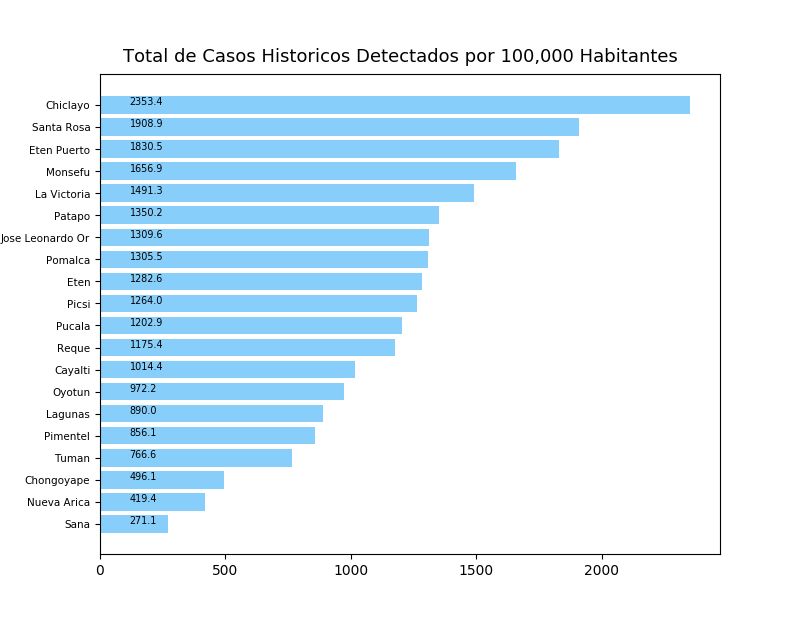 Total de Casos Historicos Detectados por 100,000 Habitantes
Chiclayo 2353.4
Santa Rosa 1908.9
Eten Puerto 1830.5
Monsefu 1656.9
La Victoria 1491.3
Patapo 1350.2
Jose Leonardo Or 1309.6
Pomalca 1305.5
Eten 1282.6
Picsi 1264.0
Pucala 1202.9
Reque 1175.4
Cayalti 1014.4
Oyotun 972.2
Lagunas 890.0
Pimentel 856.1
Tuman 766.6
Chongoyape 496.1
Nueva Arica 419.4
Sana 271.1
0 500 1000 1500 2000